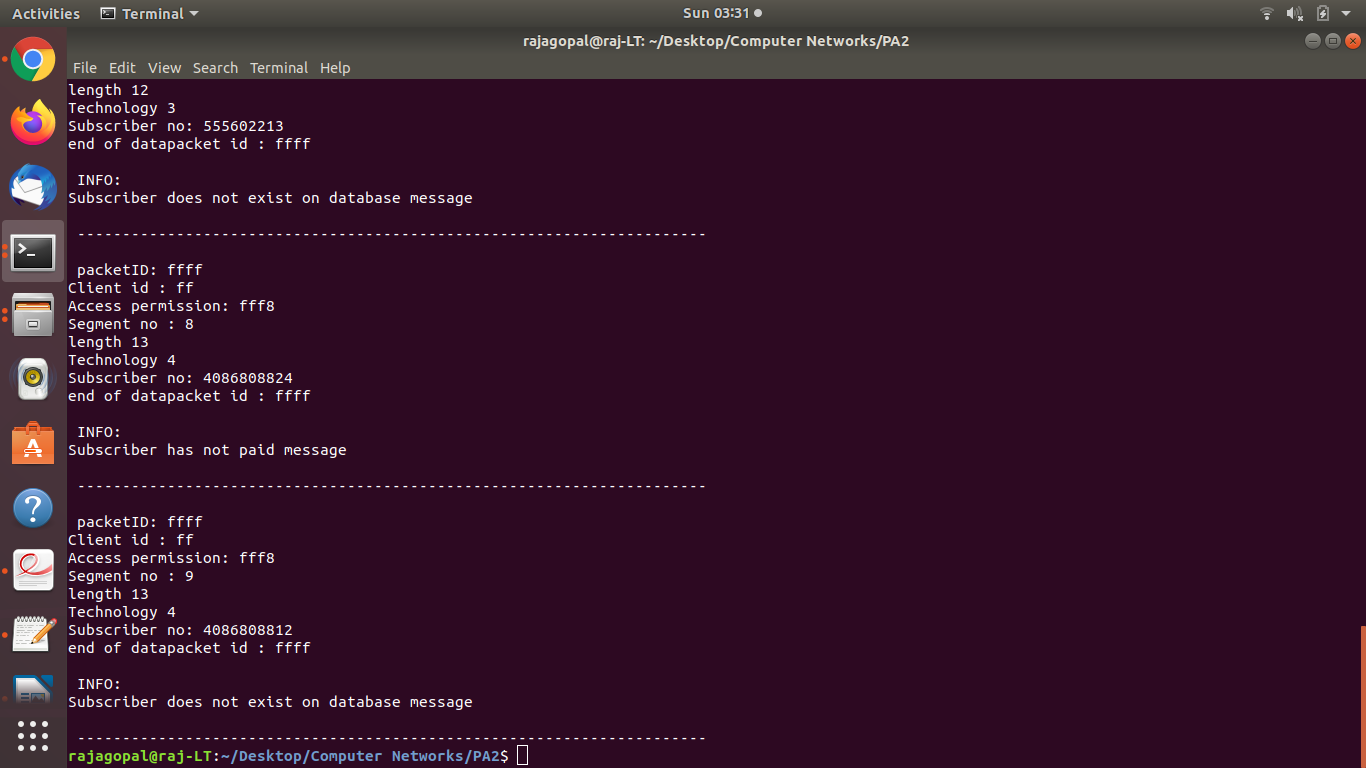 Activities Terminal Sun 03:31
rajagopal@raj-LT: ~/Desktop/Computer Networks/PA2
File Edit View Search Terminal Help
length 12
Technology 3
Subscriber no: 555602213
end of datapacket id : ffff
INFO:
Subscriber does not exist on database message
----------------------------------------------------------------------
packetID: ffff
Client id : ff
Access permission: fff8
Segment no : 8
length 13
Technology 4
Subscriber no: 4086808824
end of datapacket id : ffff
INFO:
Subscriber has not paid message
----------------------------------------------------------------------
packetID: ffff
Client id : ff
Access permission: fff8
Segment no : 9
length 13
Technology 4
Subscriber no: 4086808812
end of datapacket id : ffff
INFO:
Subscriber does not exist on database message
----------------------------------------------------------------------
rajagopal@raj-LT:~/Desktop/Computer Networks/PA2$